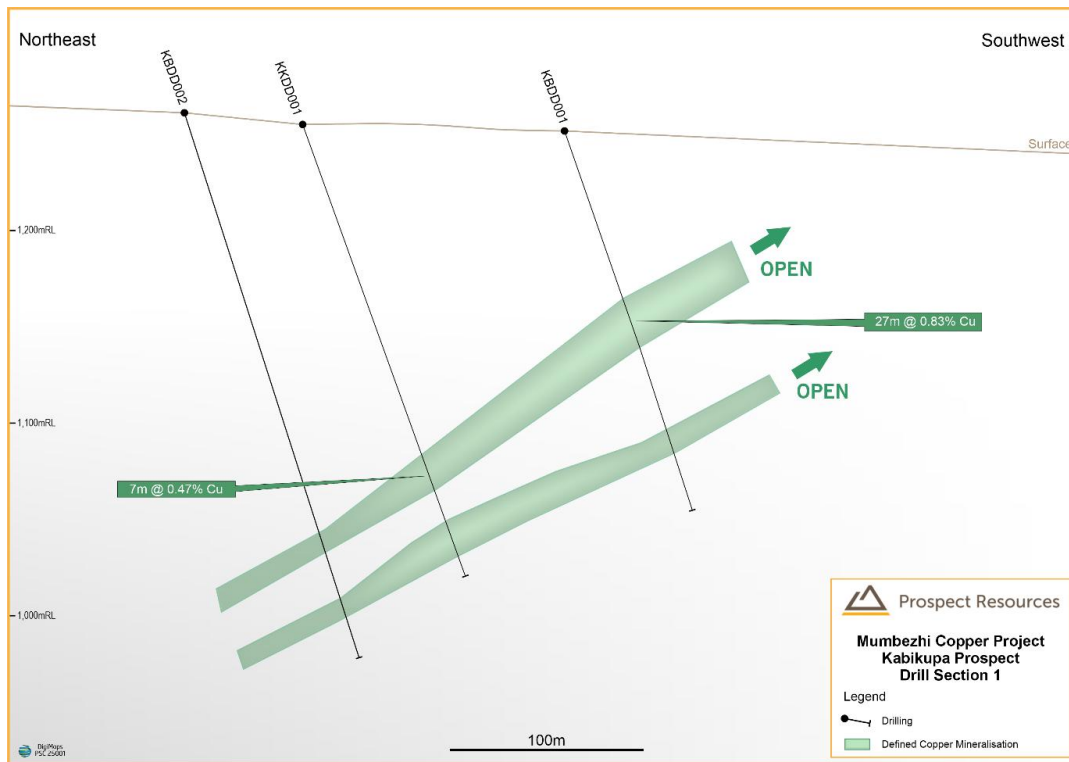 Northeast
Southwest
KBDD002
KKDD001
KBDD001
Surface
1,200mRL
OPEN
27m @ 0.83% Cu
OPEN
1,100mRL
7m @ 0.47% Cu
1,000mRL
Prospect Resources
Mumbezhi Copper Project
Kabikupa Prospect
Drill Section 1
Legend
Drilling
Defined Copper Mineralisation
100m
DigiMaps
PSC 25001